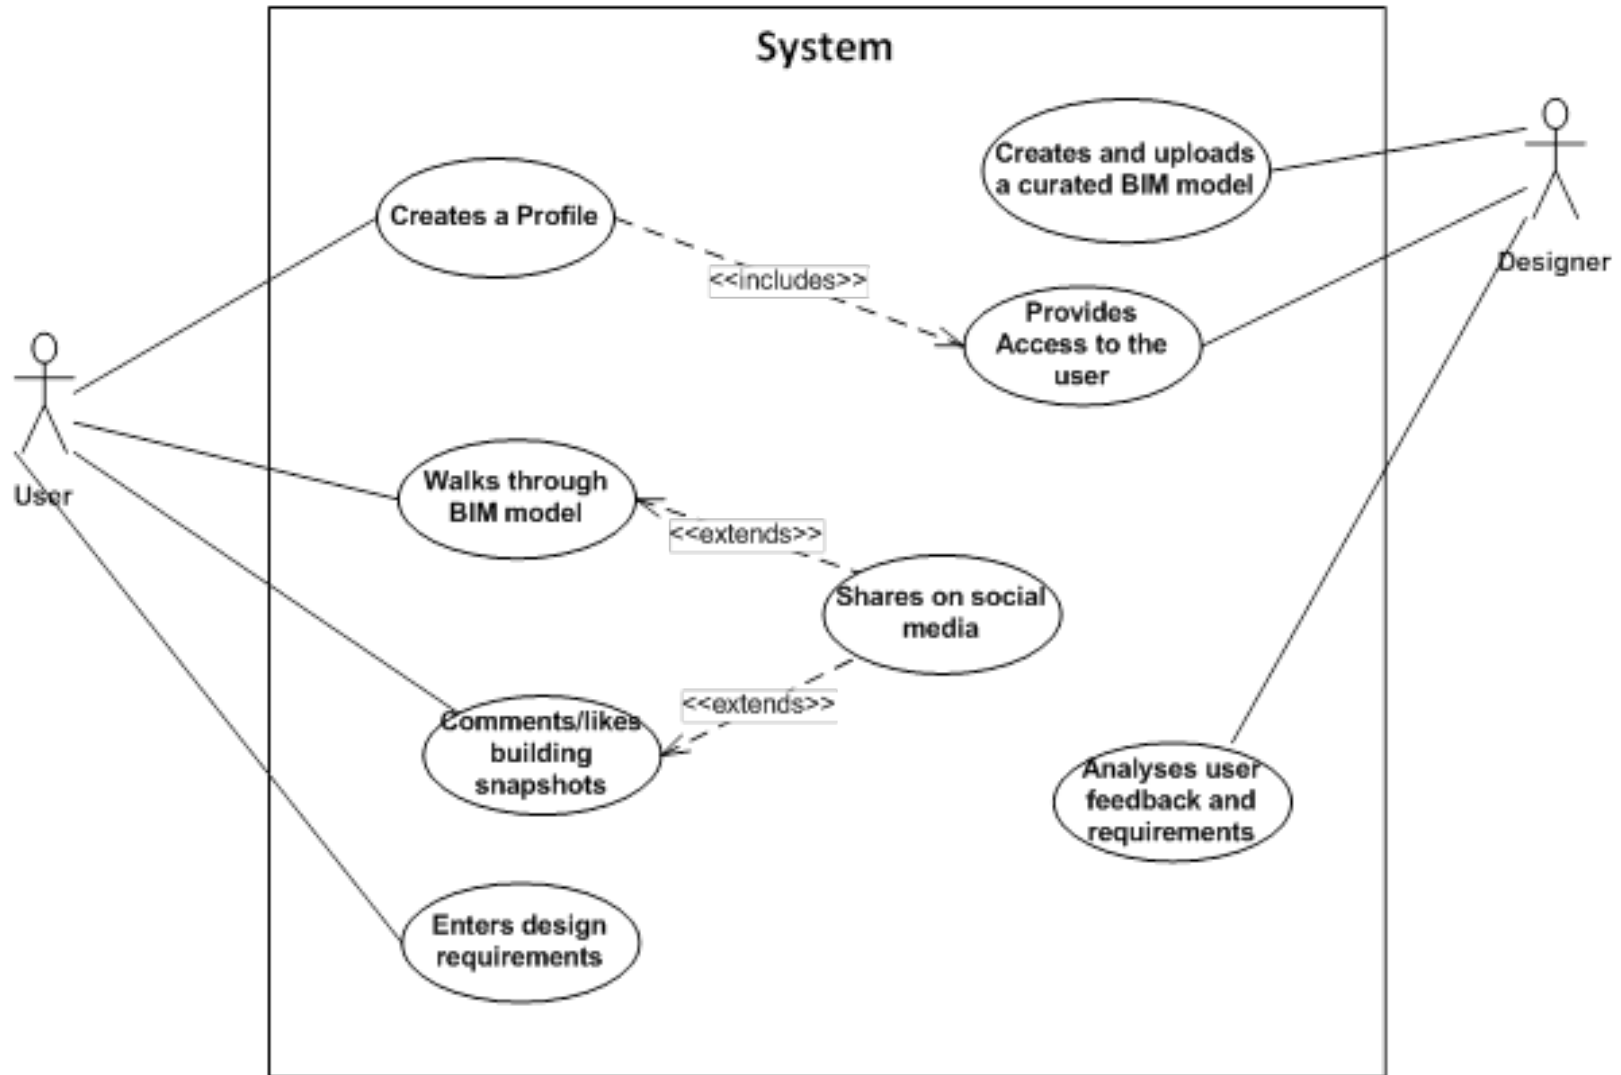 System
Creates and uploads
a curated BIM model
Creates a Profile
Designer
<<includes>>
Provides
Access to the
user
User
Walks through
BIM model
<<extends>>
Shares on social
media
<<extends>>
Comments/likes
building
snapshots
Analyses user
feedback and
requirements
Enters design
requirements